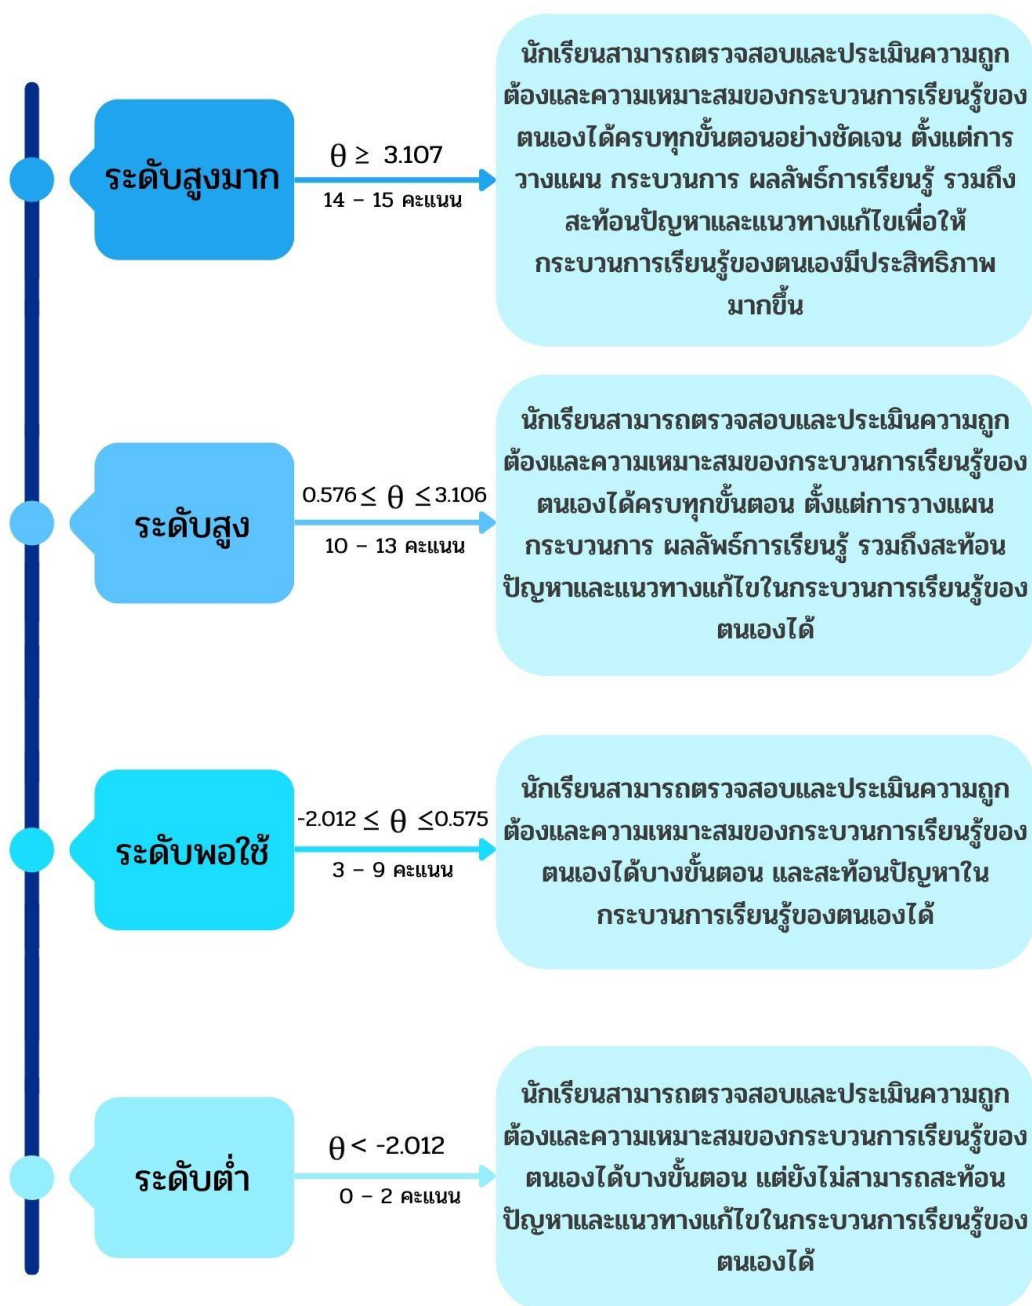 ระดับสูงมาก
θ ≥ 3.107
14 – 15 คะแนน
นักเรียนสามารถตรวจสอบและประเมินความถูก
ต้องและความเหมาะสมของกระบวนการเรียนรู้ของ
ตนเองได้ครบทุกขั้นตอนอย่างชัดเจน ตั้งแต่การ
วางแผน กระบวนการ ผลลัพธ์การเรียนรู้ รวมถึง
สะท้อนปัญหาและแนวทางแก้ไขเพื่อให้
กระบวนการเรียนรู้ของตนเองมีประสิทธิภาพ
มากขึ้น
ระดับสูง
0.576 ≤ θ ≤3.106
10 – 13 คะแนน
นักเรียนสามารถตรวจสอบและประเมินความถูก
ต้องและความเหมาะสมของกระบวนการเรียนรู้ของ
ตนเองได้ครบทุกขั้นตอน ตั้งแต่การวางแผน
กระบวนการ ผลลัพธ์การเรียนรู้ รวมถึงสะท้อน
ปัญหาและแนวทางแก้ไขในกระบวนการเรียนรู้ของ
ตนเองได้
ระดับพอใช้
-2.012 ≤ θ ≤0.575
3 – 9 คะแนน
นักเรียนสามารถตรวจสอบและประเมินความถูก
ต้องและความเหมาะสมของกระบวนการเรียนรู้ของ
ตนเองได้บางขั้นตอน และสะท้อนปัญหาใน
กระบวนการเรียนรู้ของตนเองได้
ระดับต่ำ
θ < -2.012
0 – 2 คะแนน
นักเรียนสามารถตรวจสอบและประเมินความถูก
ต้องและความเหมาะสมของกระบวนการเรียนรู้ของ
ตนเองได้บางขั้นตอน แต่ยังไม่สามารถสะท้อน
ปัญหาและแนวทางแก้ไขในกระบวนการเรียนรู้ของ
ตนเองได้